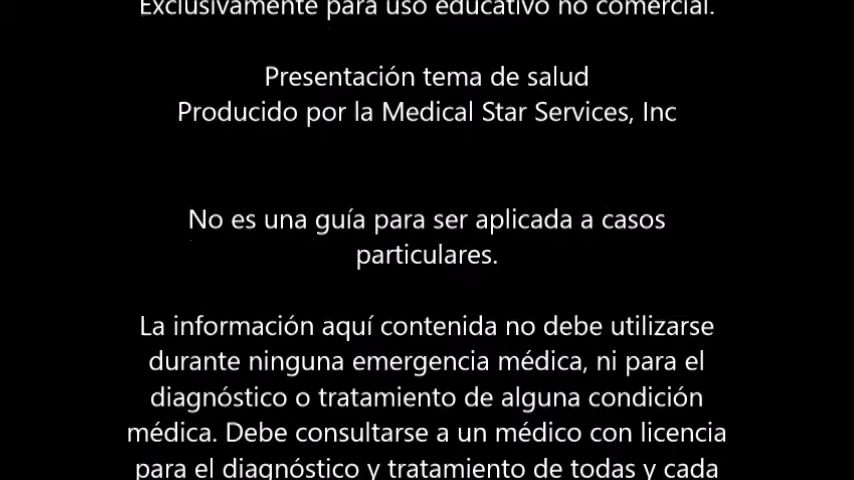 Exclusivamente para uso educativo no comercial.
Presentación tema de salud
Producido por la Medical Star Services, Inc
No es una guía para ser aplicada a casos
particulares.
La información aquí contenida no debe utilizarse
durante ninguna emergencia médica, ni para el
diagnóstico o tratamiento de alguna condición
médica. Debe consultarse a un médico con licencia
para el diagnóstico y tratamiento de todas y cada